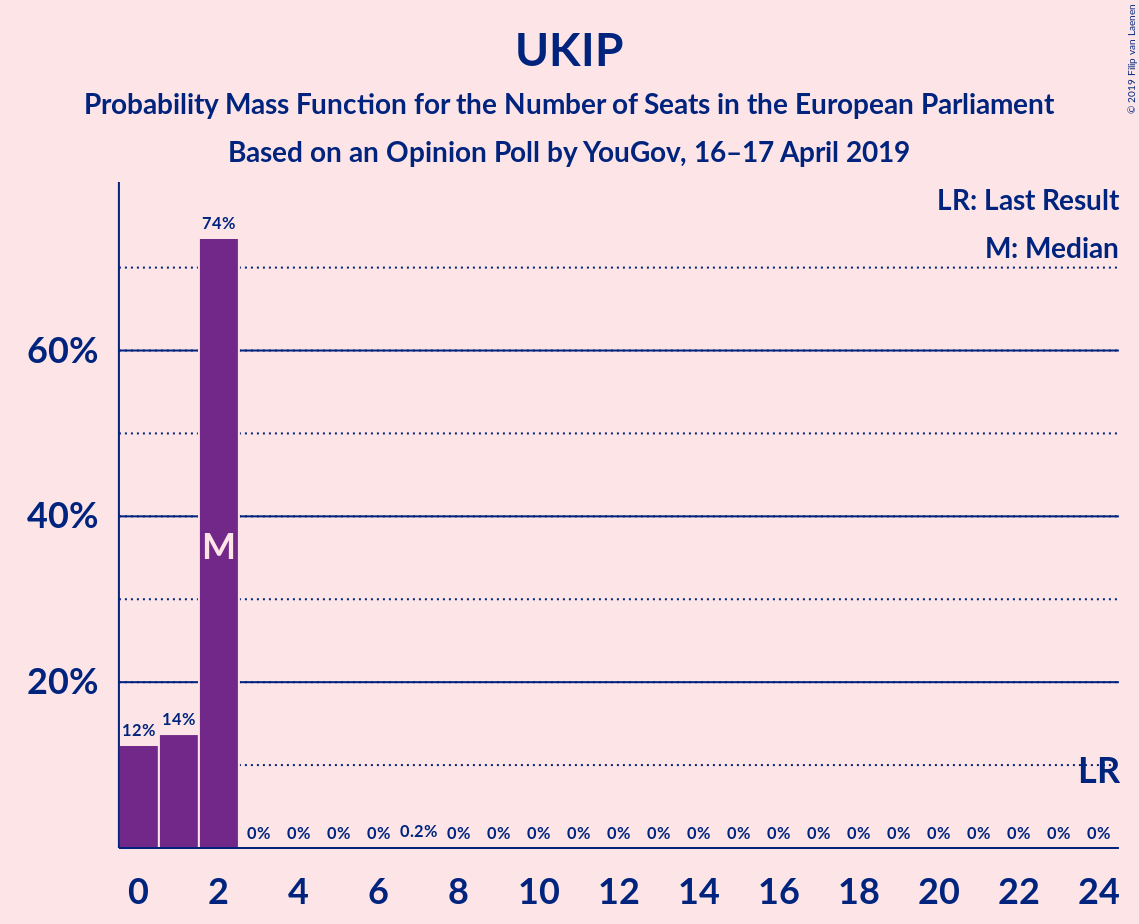 UKIP
Probability Mass Function for the Number of Seats in the European Parliament
Based on an Opinion Poll by YouGov, 16–17 April 2019
© 2019 Filip van Laenen
LR: Last Result
M: Median
74%
60%
40%
M
20%
12% 14%
LR
0% 0% 0% 0% 0.2% 0% 0% 0% 0% 0% 0% 0% 0% 0% 0% 0% 0% 0% 0% 0% 0% 0%
0 2 4 6 8 10 12 14 16 18 20 22 24